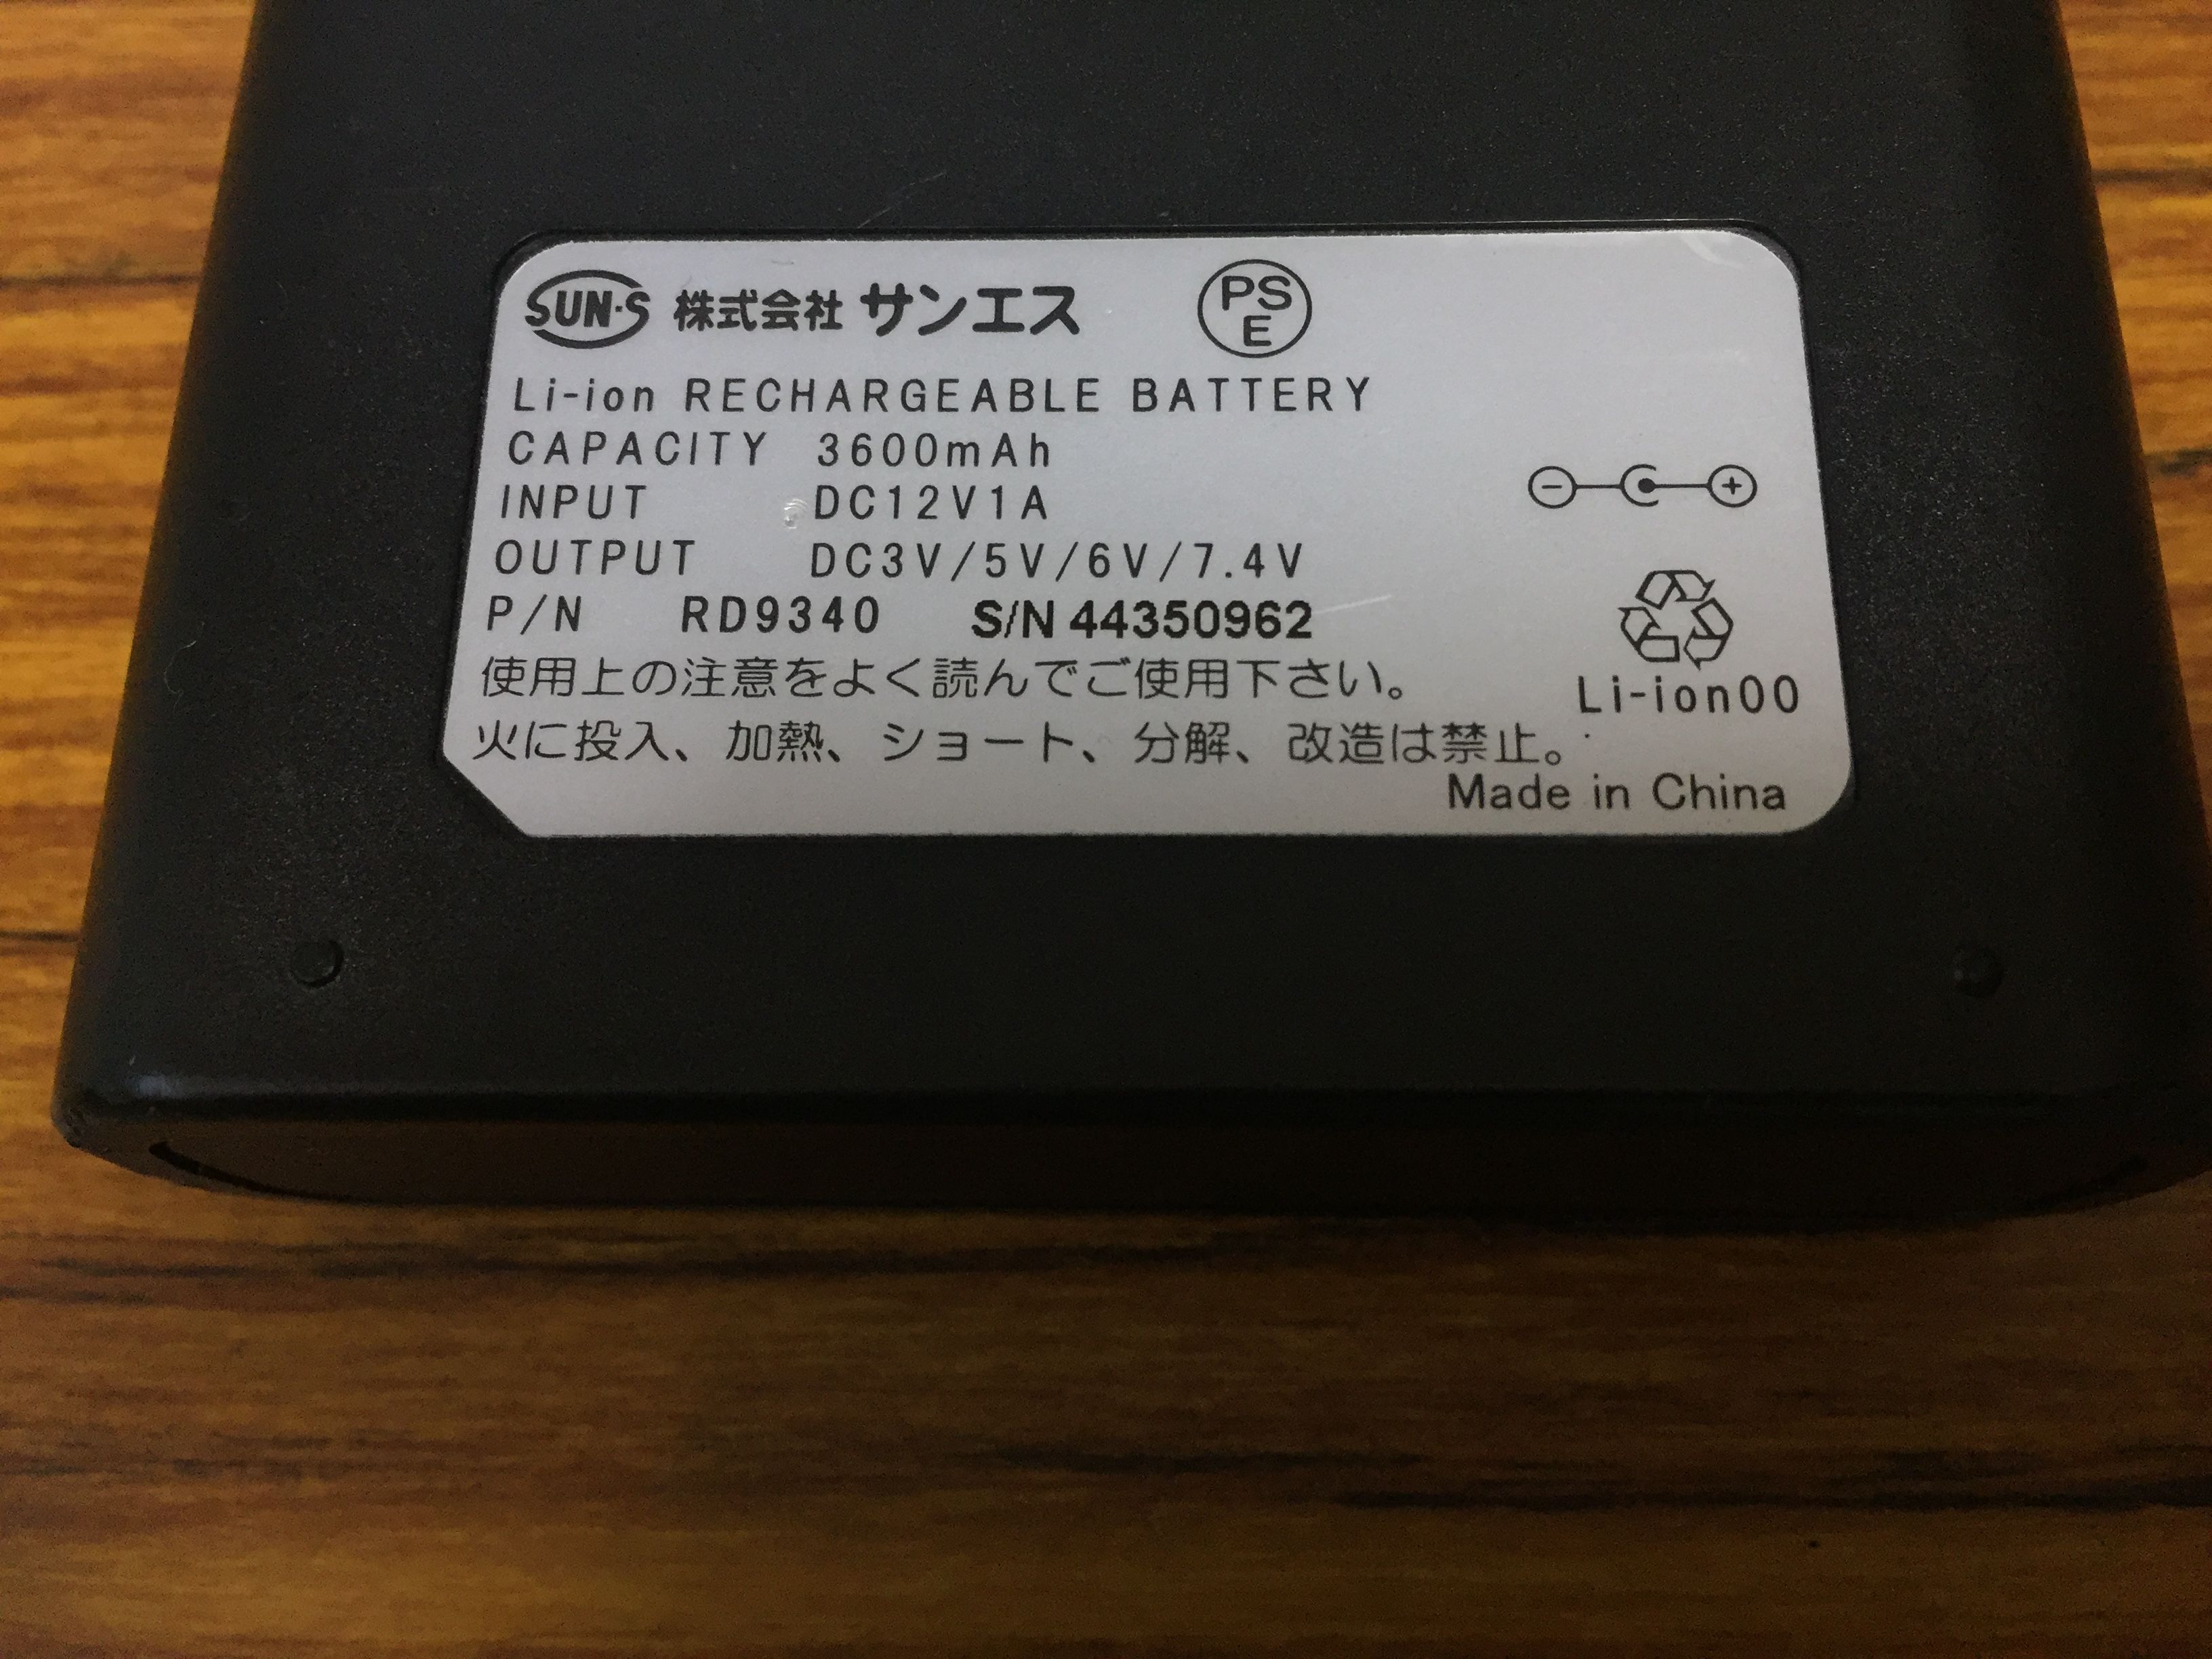 SUN·S 株式会社 サンエス PSE
Li-ion RECHARGEABLE BATTERY
CAPACITY 3600mAh
INPUT DC12V1A
OUTPUT DC3V/5V/6V/7.4V
P/N RD9340 S/N 44350962
使用上の注意をよく読んでご使用下さい。
Li-ion00
火に投入、加熱、ショート、分解、改造は禁止。
Made in China